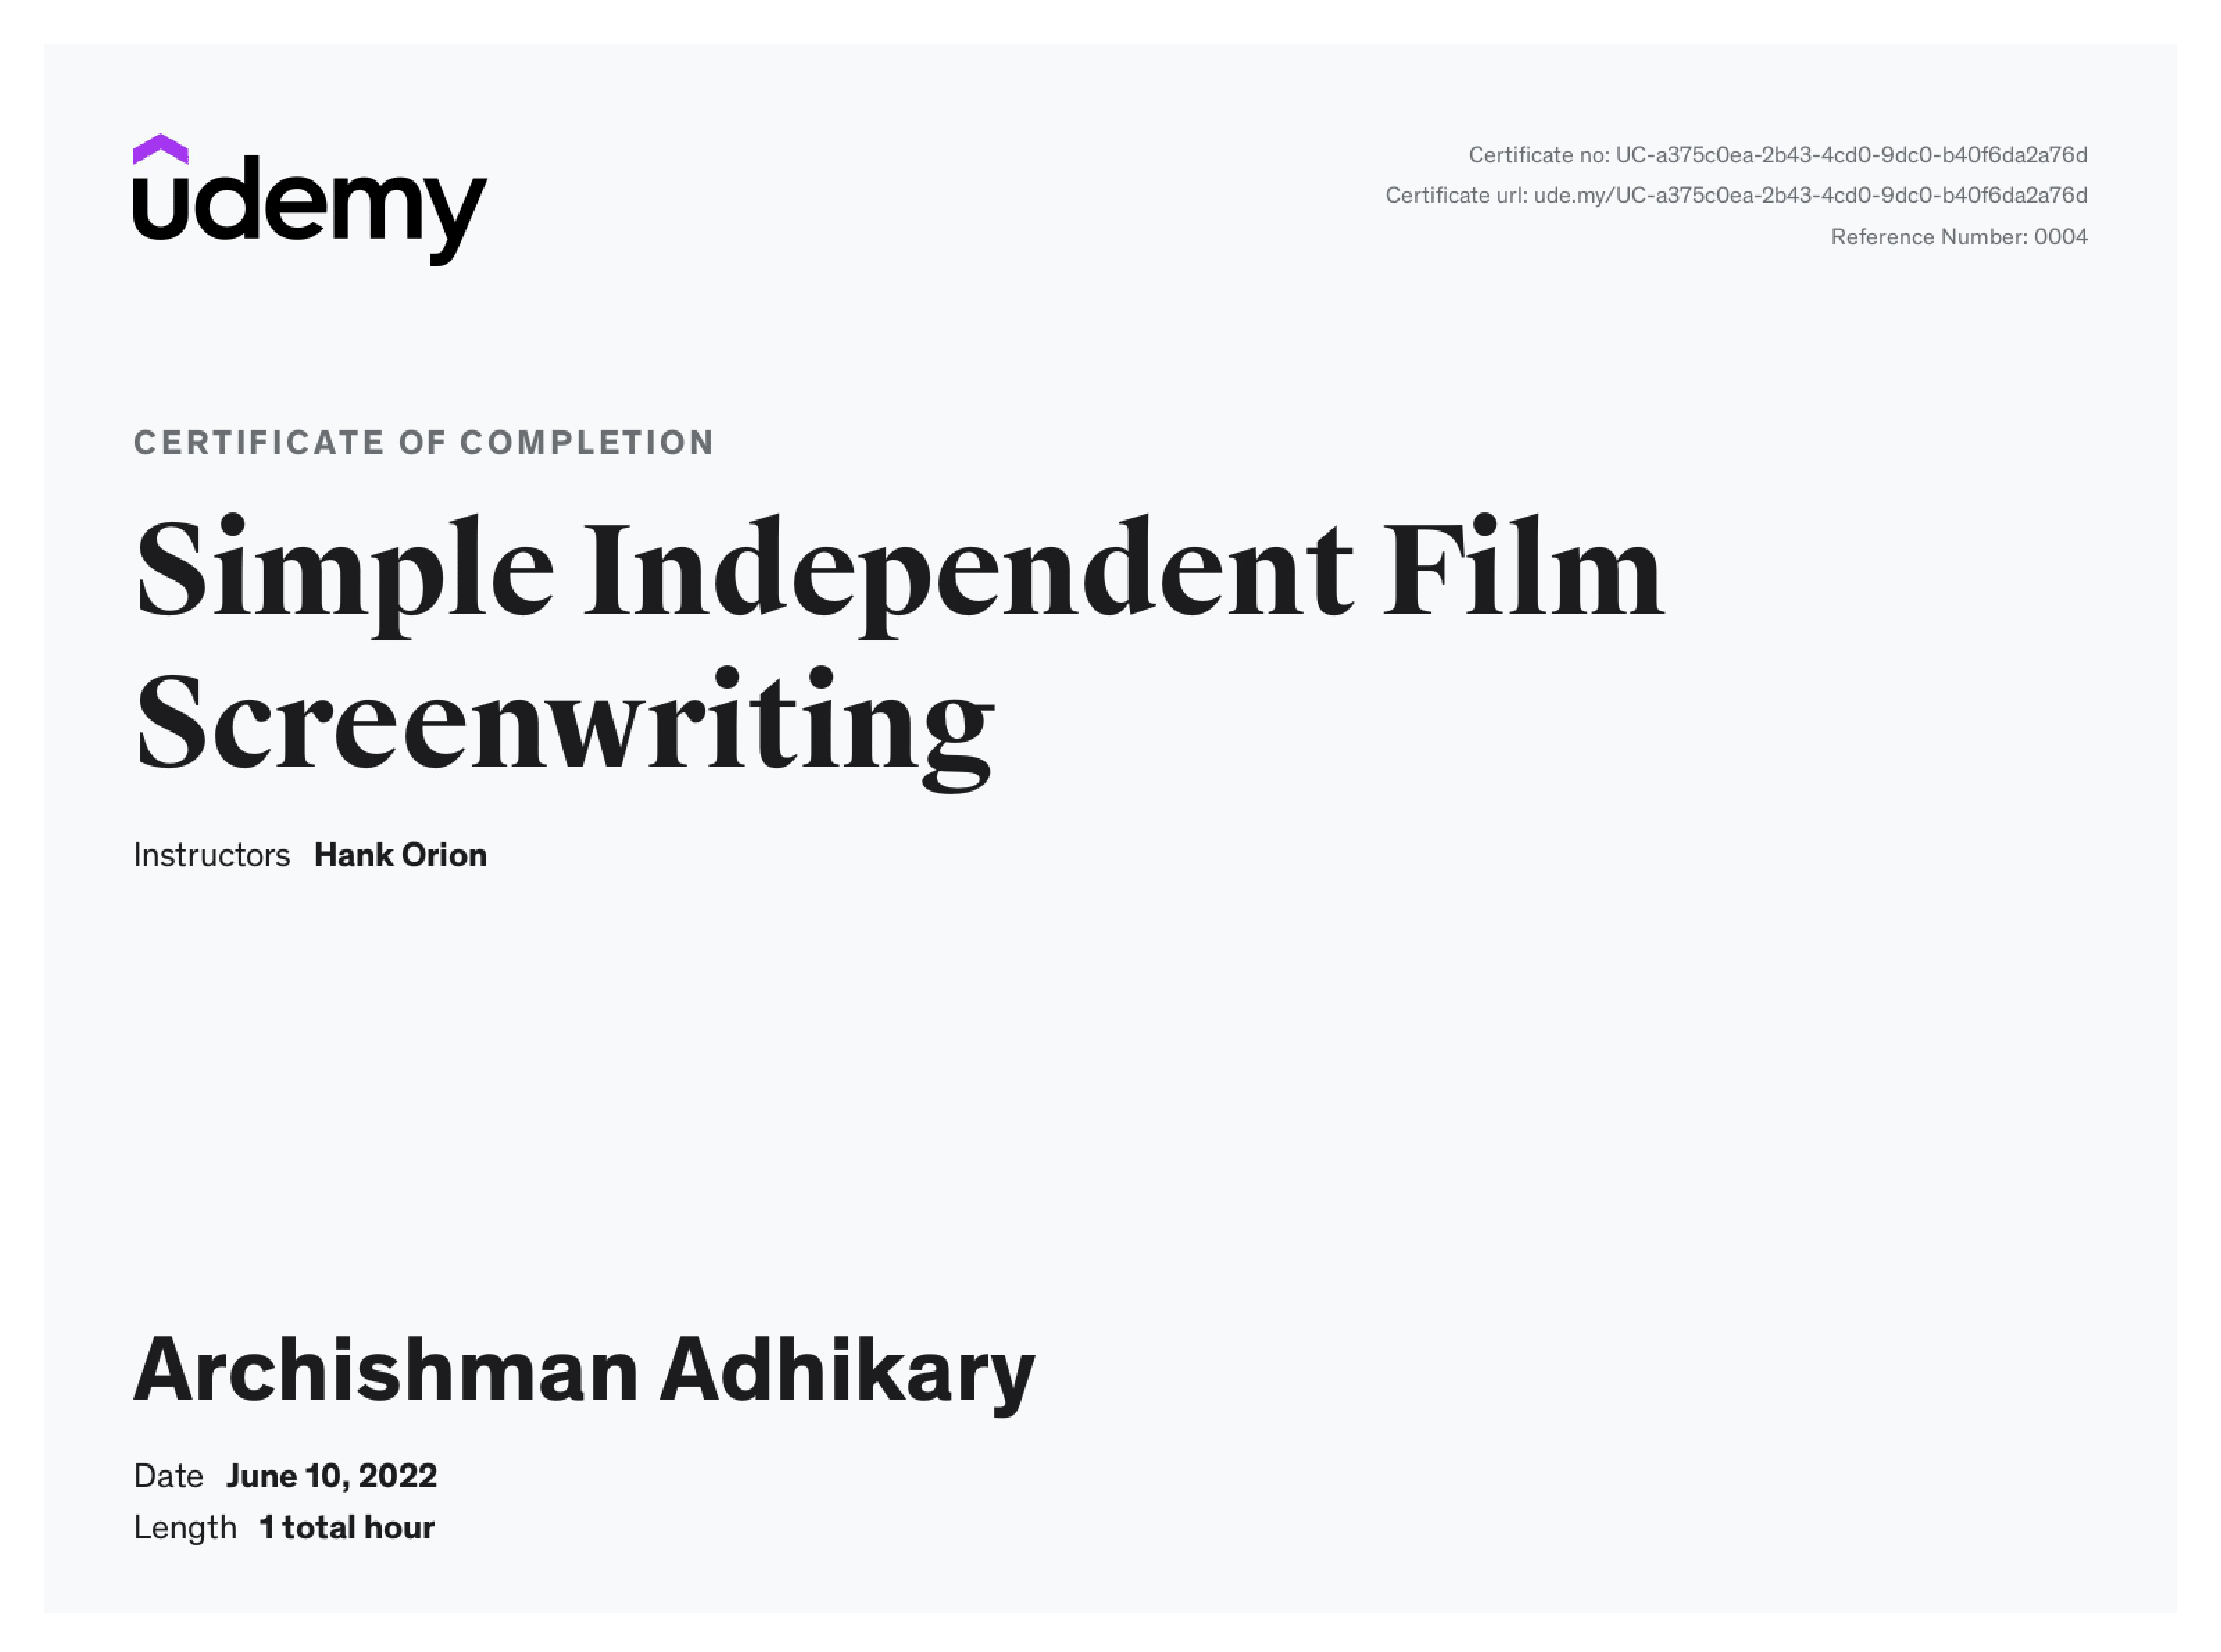 udemy
Certificate no: UC-a375c0ea-2b43-4cd0-9dc0-b40f6da2a76d
Certificate url: ude.my/UC-a375c0ea-2b43-4cd0-9dc0-b40f6da2a76d
Reference Number: 0004
CERTIFICATE OF COMPLETION
Simple Independent Film
Screenwriting
Instructors Hank Orion
Archishman Adhikary
Date June 10, 2022
Length 1 total hour